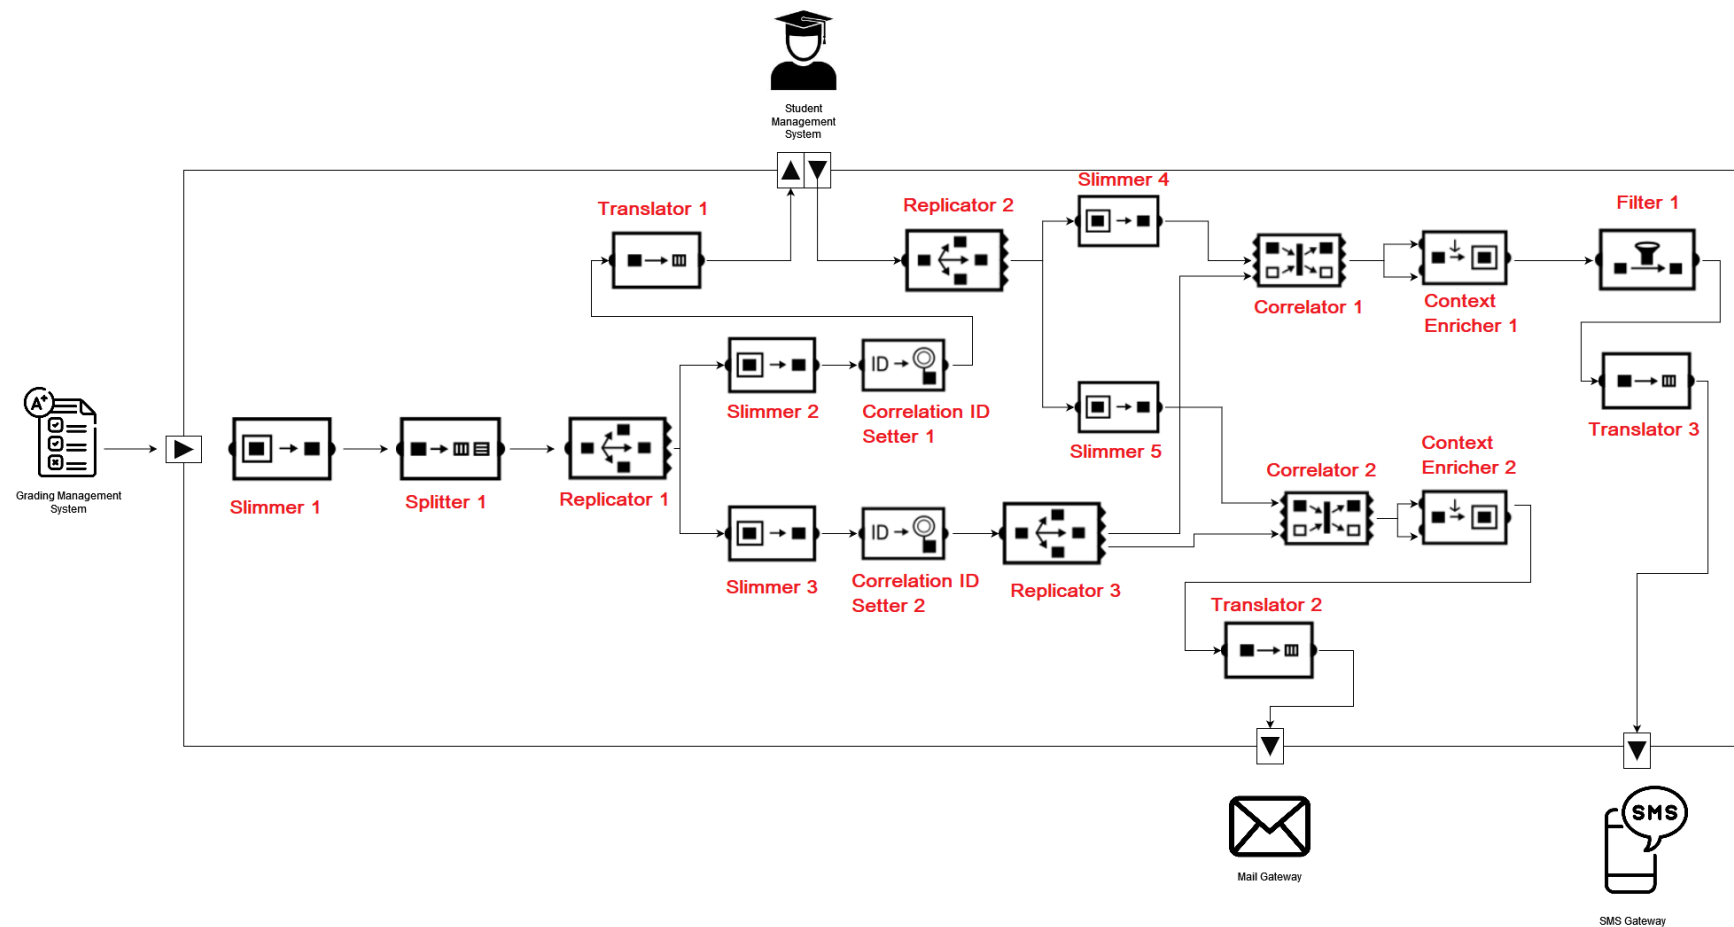 Student
Management
System
Slimmer 4
Translator 1
Replicator 2
Filter 1
Correlator 1
Context
Enricher 1
A+
Slimmer 2
Correlation ID
Setter 1
ID
Slimmer 5
Translator 3
Context
Enricher 2
Correlator 2
Grading Management
System
Slimmer 1
Splitter 1
Replicator 1
ID
Slimmer 3
Correlation ID
Setter 2
Replicator 3
Translator 2
SMS
Mail Gateway
SMS Gateway